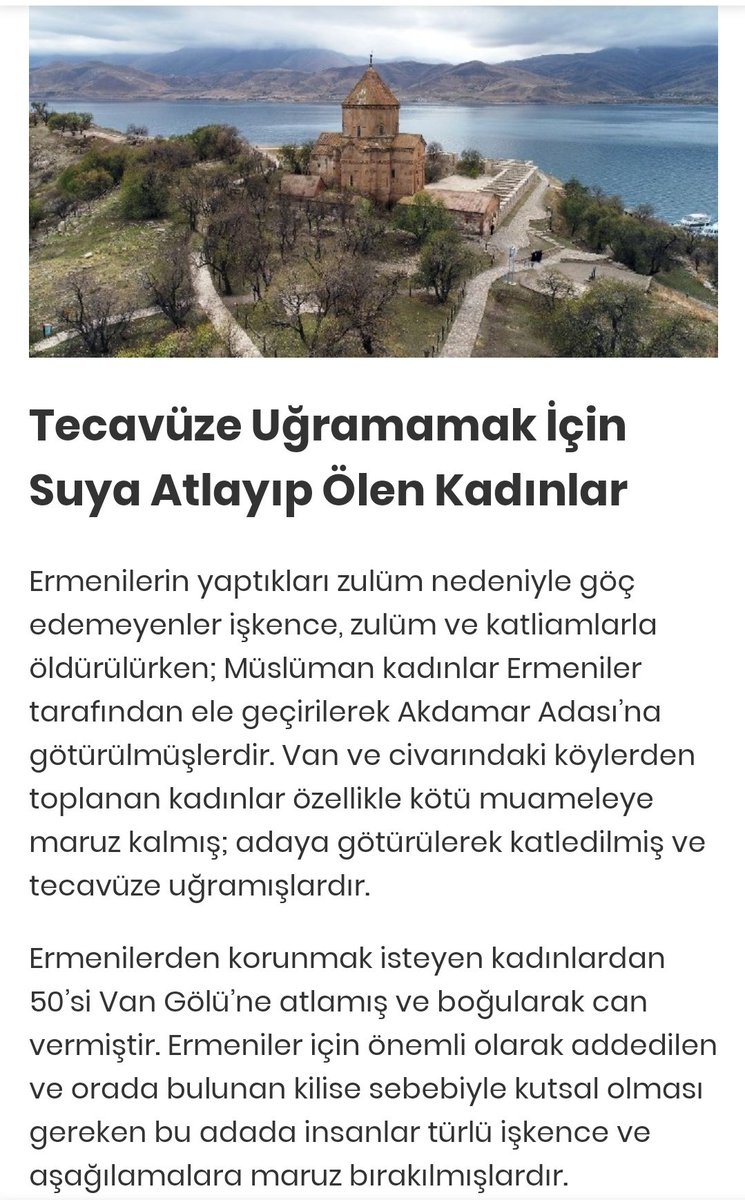 Tecavüze Uğramamak İçin
Suya Atlayıp Ölen Kadınlar
Ermenilerin yaptıkları zulüm nedeniyle göç
edemeyenler işkence, zulüm ve katliamlarla
öldürülürken; Müslüman kadınlar Ermeniler
tarafından ele geçirilerek Akdamar Adası’na
götürülmüşlerdir. Van ve civarındaki köylerden
toplanan kadınlar özellikle kötü muameleye
maruz kalmış; adaya götürülerek katledilmiş ve
tecavüze uğramışlardır.
Ermenilerden korunmak isteyen kadınlardan
50’si Van Gölü’ne atlamış ve boğularak can
vermiştir. Ermeniler için önemli olarak addedilen
ve orada bulunan kilise sebebiyle kutsal olması
gereken bu adada insanlar türlü işkence ve
aşağılamalara maruz bırakılmışlardır.